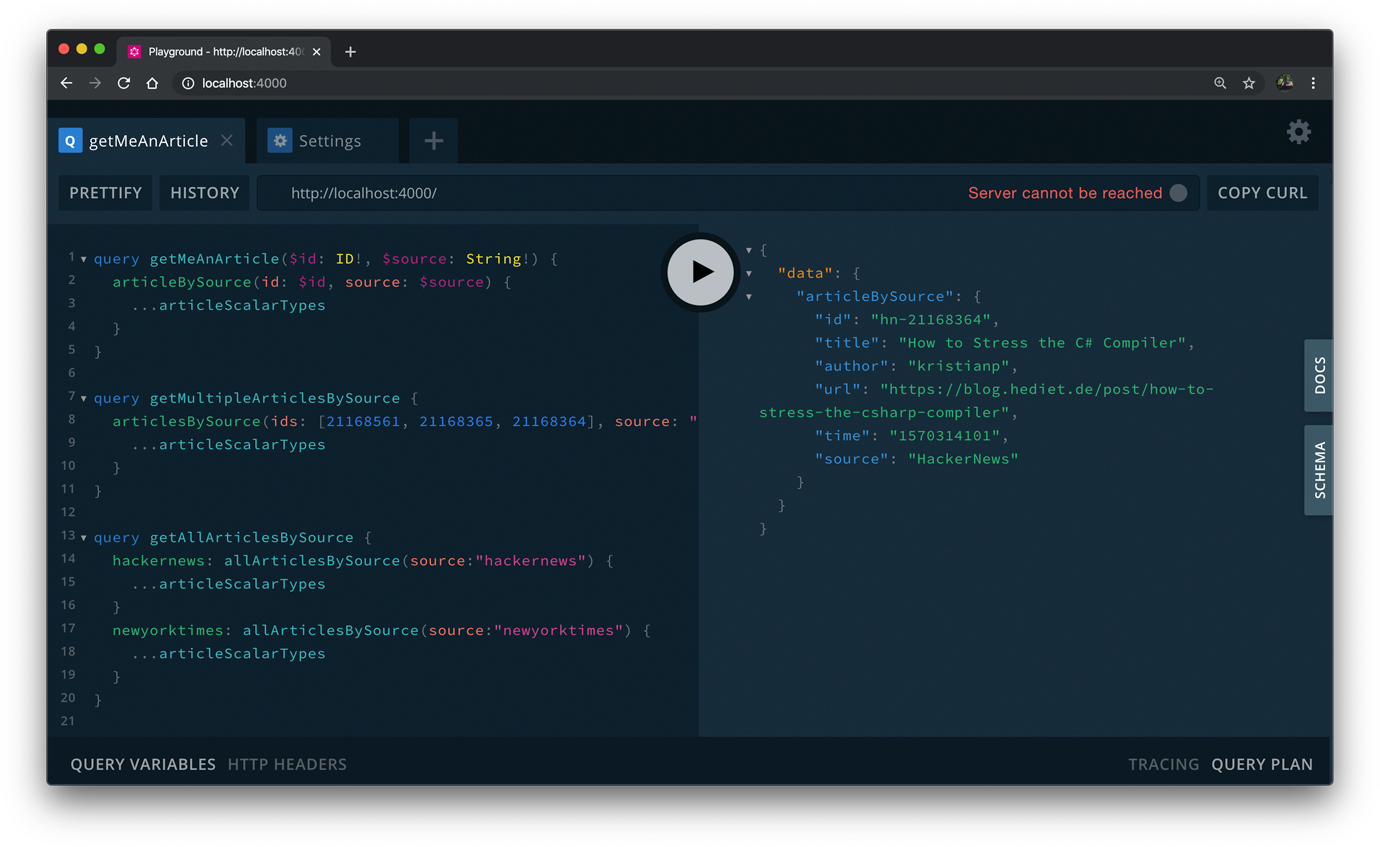 Playground - http://localhost:40
localhost:4000
Q getMeAnArticle Settings
PRETTIFY HISTORY http://localhost:4000/ Server cannot be reached COPY CURL
1 query getMeAnArticle($id: ID!, $source: String!) {
2 articleBySource(id: $id, source: $source) {
3 ...articleScalarTypes
4 }
5 }
6
7 query getMultipleArticlesBySource {
8 articlesBySource(ids: [21168561, 21168365, 21168364], source: "
9 ...articleScalarTypes
10 }
11 }
12
13 query getAllArticlesBySource {
14 hackernews: allArticlesBySource(source:"hackernews") {
15 ...articleScalarTypes
16 }
17 newyorktimes: allArticlesBySource(source:"newyorktimes") {
18 ...articleScalarTypes
19 }
20 }
21
{
"data": {
"articleBySource": {
"id": "hn-21168364",
"title": "How to Stress the C# Compiler",
"author": "kristianp",
"url": "https://blog.hediet.de/post/how-to-
stress-the-csharp-compiler",
"time": "1570314101",
"source": "HackerNews"
}
}
}
DOCS
SCHEMA
QUERY VARIABLES HTTP HEADERS TRACING QUERY PLAN